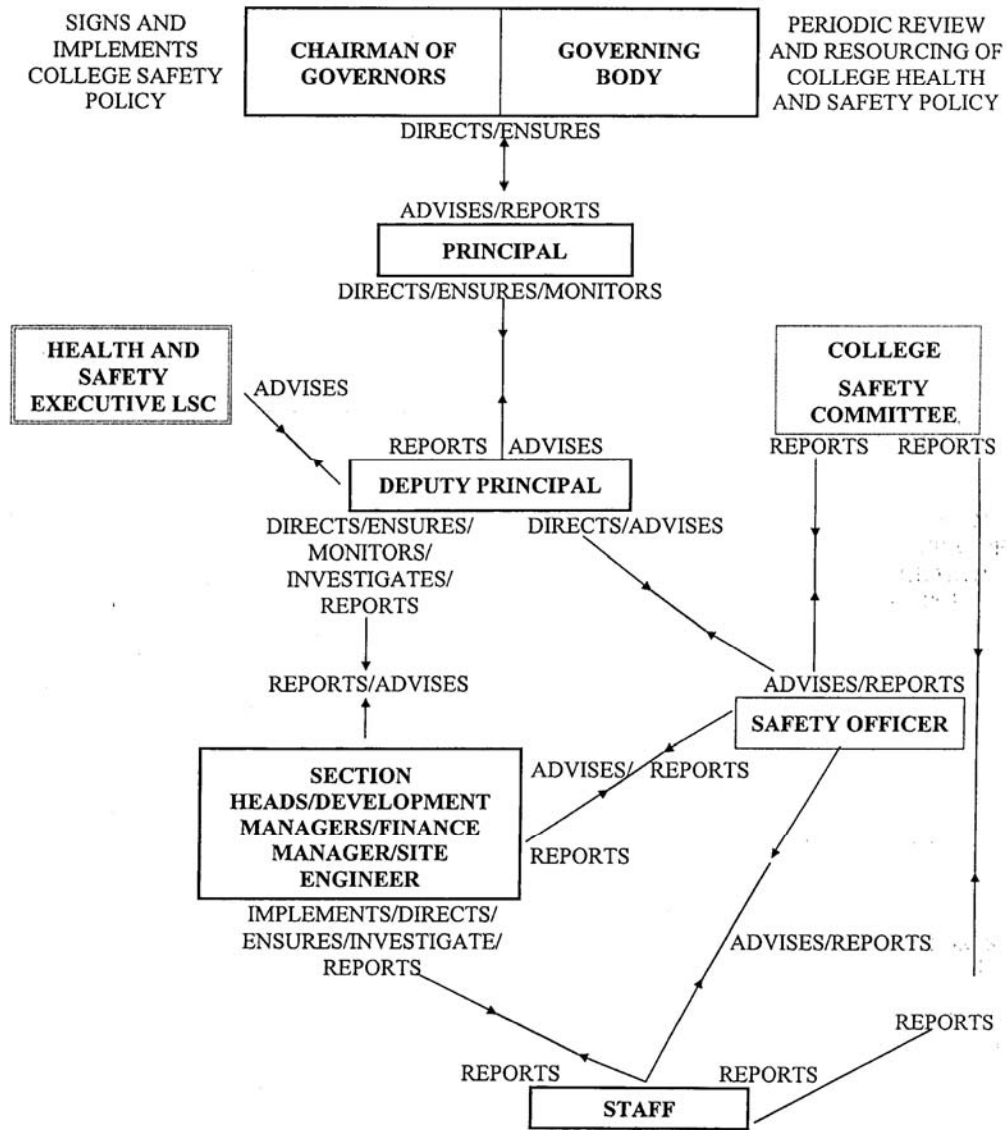 SIGNS AND
IMPLEMENTS
COLLEGE SAFETY
POLICY
CHAIRMAN OF
GOVERNORS
GOVERNING
BODY
PERIODIC REVIEW
AND RESOURCING OF
COLLEGE HEALTH
AND SAFETY POLICY
DIRECTS/ENSURES
ADVISES/REPORTS
PRINCIPAL
DIRECTS/ENSURES/MONITORS
HEALTH AND
SAFETY
EXECUTIVE LSC
ADVISES
COLLEGE
SAFETY
COMMITTEE
REPORTS REPORTS
REPORTS ADVISES
DEPUTY PRINCIPAL
DIRECTS/ENSURES/
MONITORS/
INVESTIGATES/
REPORTS
DIRECTS/ADVISES
REPORTS/ADVISES
ADVISES/REPORTS
SAFETY OFFICER
SECTION
HEADS/DEVELOPMENT
MANAGERS/FINANCE
MANAGER/SITE
ENGINEER
ADVISES/ REPORTS
REPORTS
IMPLEMENTS/DIRECTS/
ENSURES/INVESTIGATE/
REPORTS
ADVISES/REPORTS
REPORTS
REPORTS
REPORTS
STAFF